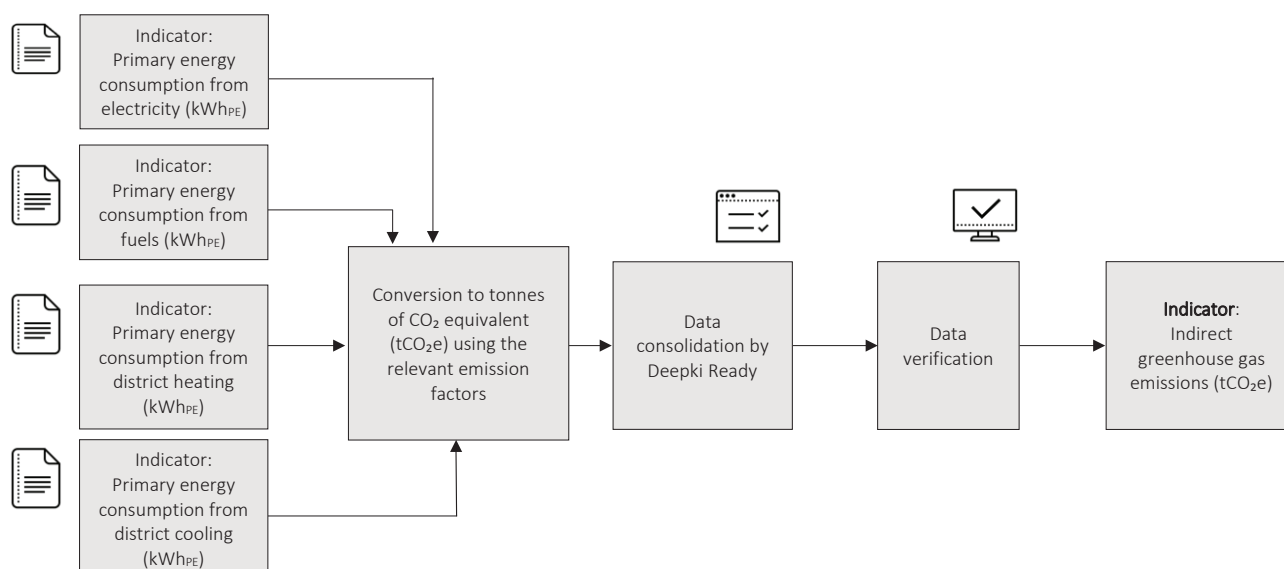 Indicator:
Primary energy
consumption from
electricity (kWhPE)
Indicator:
Primary energy
consumption from
fuels (kWhPE)
Indicator:
Primary energy
consumption from
district heating
(kWhPE)
Indicator:
Primary energy
consumption from
district cooling
(kWhPE)
Conversion to tonnes
of CO₂ equivalent
(tCO₂e) using the
relevant emission
factors
Data
consolidation by
Deepki Ready
Data
verification
Indicator:
Indirect
greenhouse gas
emissions (tCO₂e)